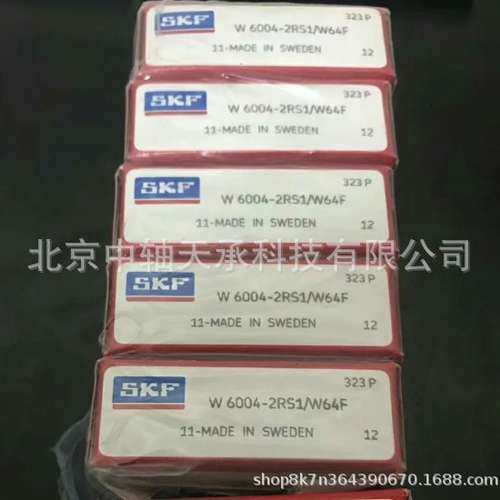 323 P
SKF
W 6004-2RS1/W64F
11-MADE IN SWEDEN
12
323 P
SKF
W 6004-2RS1/W64F
11-MADE IN SWEDEN
12
323 P
SKF
W 6004-2RS1/W64F
11-MADE IN SWEDEN
12
北京中轴天承科技有限公司
323 P
SKF
W 6004-2RS1/W64F
11-MADE IN SWEDEN
12
323 P
SKF
W 6004-2RS1/W64F
11-MADE IN SWEDEN
12
shop8k7n364390670.1688.com